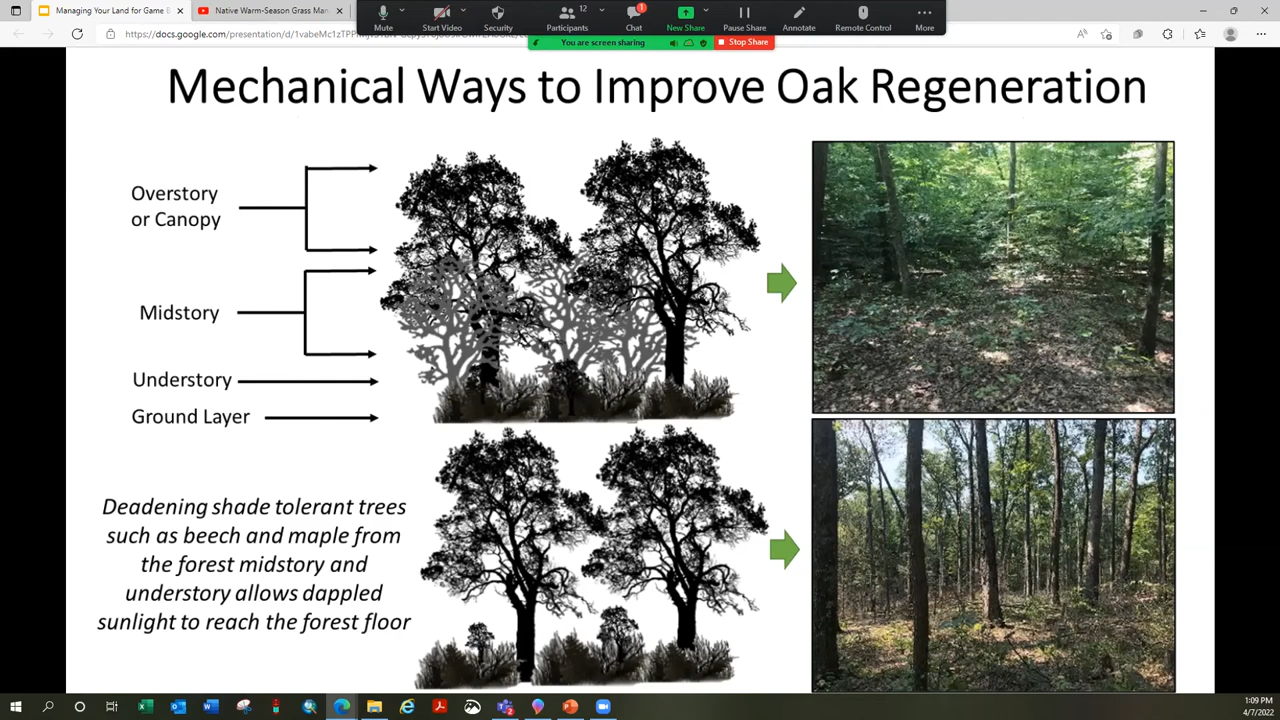 Managing Your Land for Game B
Native Warm-Season Grass Man
https://docs.google.com/presentation/d/1vabeMc1zTPP
Mute
Start Video
Security
12
Participants
1
Chat
New Share
Pause Share
Annotate
Remote Control
More
You are screen sharing
Stop Share
Mechanical Ways to Improve Oak Regeneration
Overstory
or Canopy
Midstory
Understory
Ground Layer
Deadening shade tolerant trees
such as beech and maple from
the forest midstory and
understory allows dappled
sunlight to reach the forest floor
1:09 PM
4/7/2022